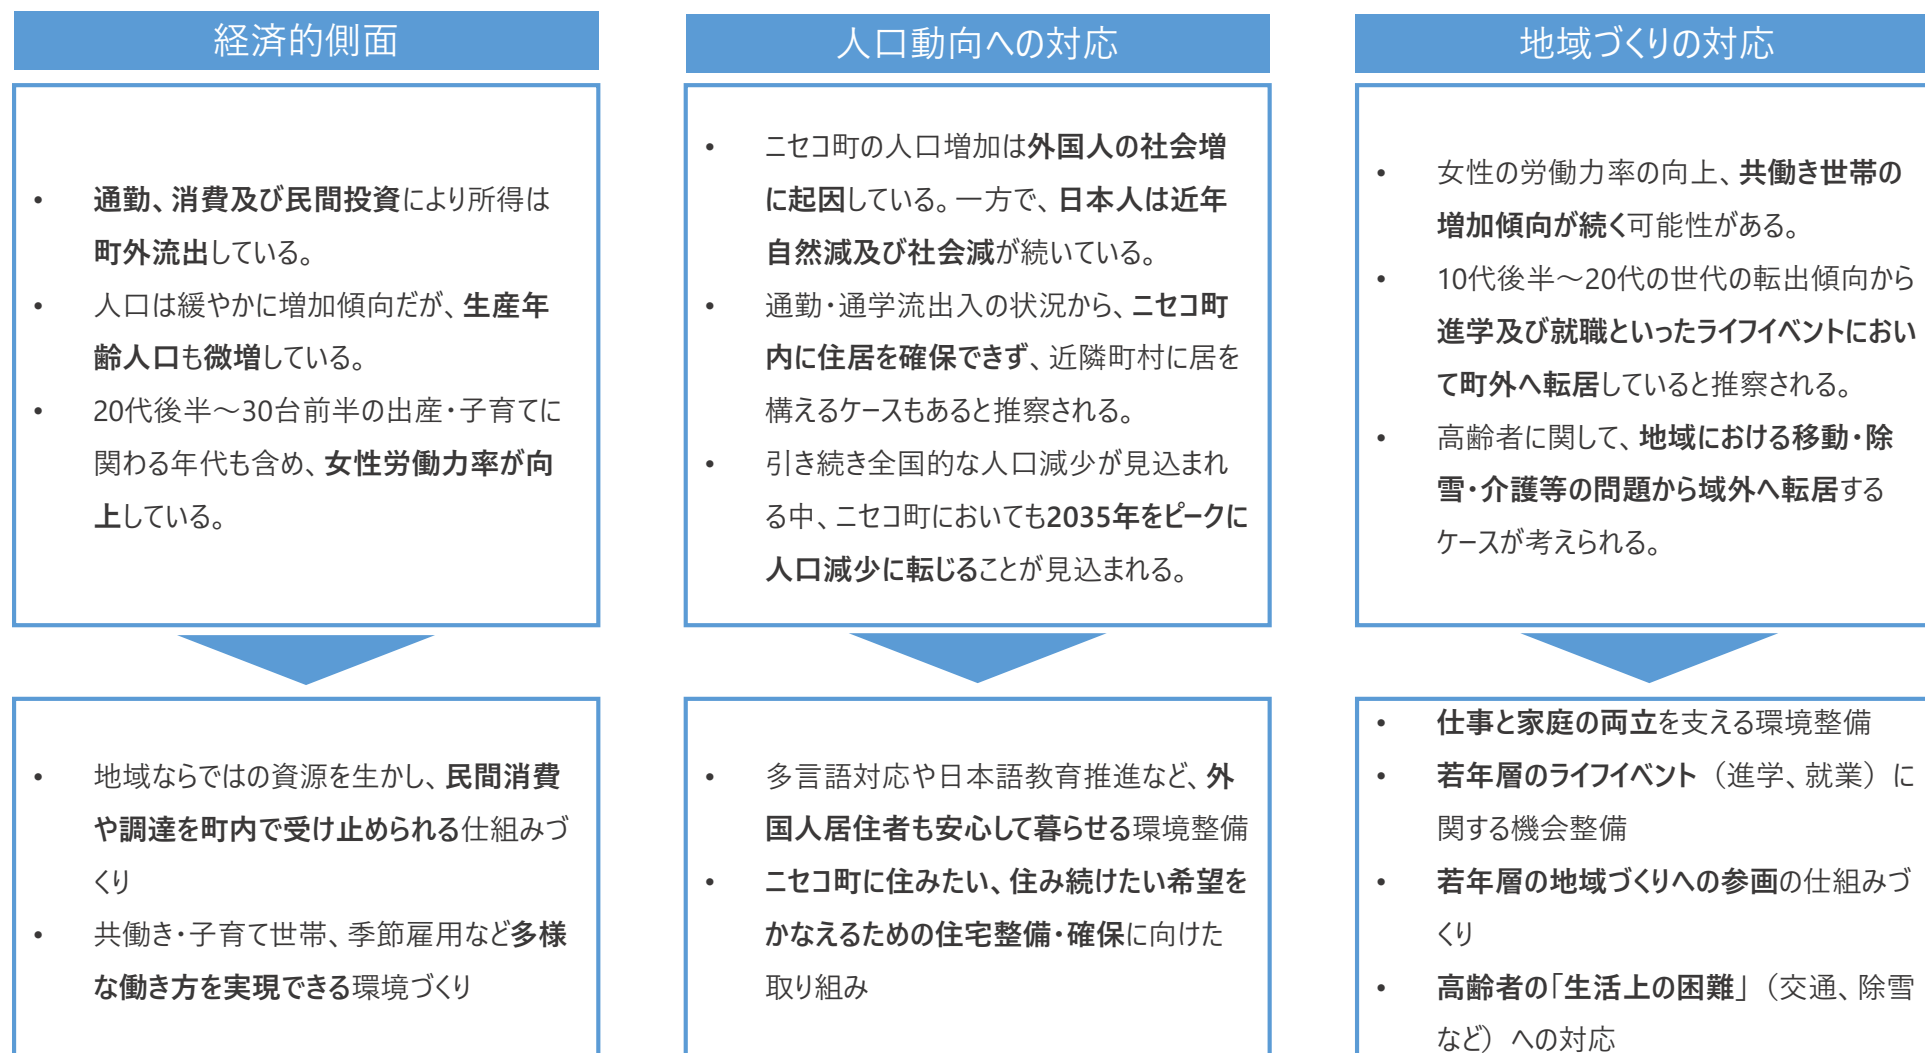 経済的側面
• 通勤、消費及び民間投資により所得は
町外流出している。
• 人口は緩やかに増加傾向だが、生産年
齢人口も微増している。
• 20代後半～30台前半の出産・子育てに
関わる年代も含め、女性労働力率が向
上している。
• 地域ならではの資源を生かし、民間消費
や調達を町内で受け止められる仕組みづ
くり
• 共働き・子育て世帯、季節雇用など多様
な働き方を実現できる環境づくり
人口動向への対応
• ニセコ町の人口増加は外国人の社会増
に起因している。一方で、日本人は近年
自然減及び社会減が続いている。
• 通勤・通学流出入の状況から、ニセコ町
内に住居を確保できず、近隣町村に居を
構えるケースもあると推察される。
• 引き続き全国的な人口減少が見込まれ
る中、ニセコ町においても2035年をピークに
人口減少に転じることが見込まれる。
• 多言語対応や日本語教育推進など、外
国人居住者も安心して暮らせる環境整備
• ニセコ町に住みたい、住み続けたい希望を
かなえるための住宅整備・確保に向けた
取り組み
地域づくりの対応
• 女性の労働力率の向上、共働き世帯の
増加傾向が続く可能性がある。
• 10代後半～20代の世代の転出傾向から
進学及び就職といったライフイベントにおい
て町外へ転居していると推察される。
• 高齢者に関して、地域における移動・除
雪・介護等の問題から域外へ転居する
ケースが考えられる。
• 仕事と家庭の両立を支える環境整備
• 若年層のライフイベント（進学、就業）に
関する機会整備
• 若年層の地域づくりへの参画の仕組みづ
くり
• 高齢者の「生活上の困難」（交通、除雪
など）への対応